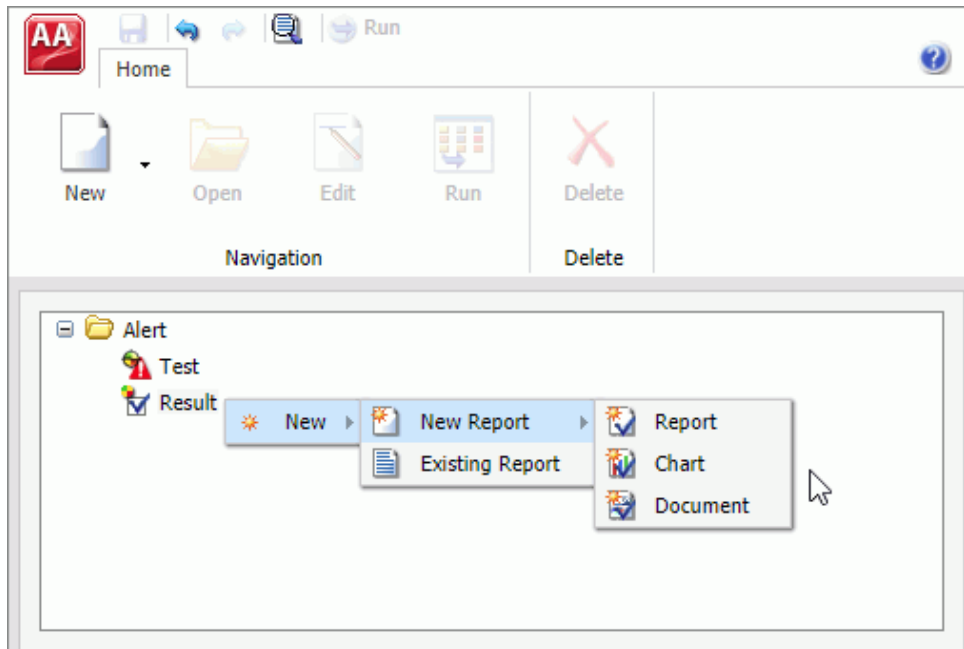 AA
Run
Home
New Open Edit Run Delete
Navigation Delete
Alert
Test
Result
New New Report Report
Existing Report Chart
Document